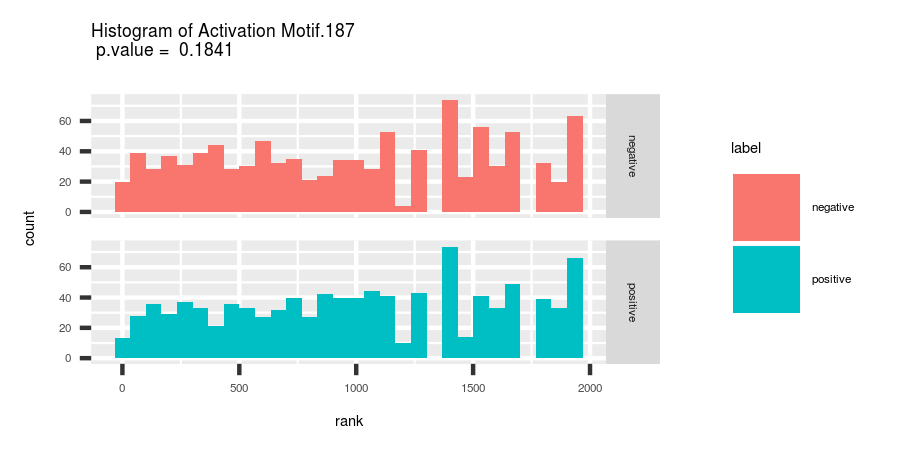 Histogram of Activation Motif.187
p.value = 0.1841
count
60
40
20
0
negative
60
40
20
0
positive
0 500 1000 1500 2000
rank
label
negative
positive